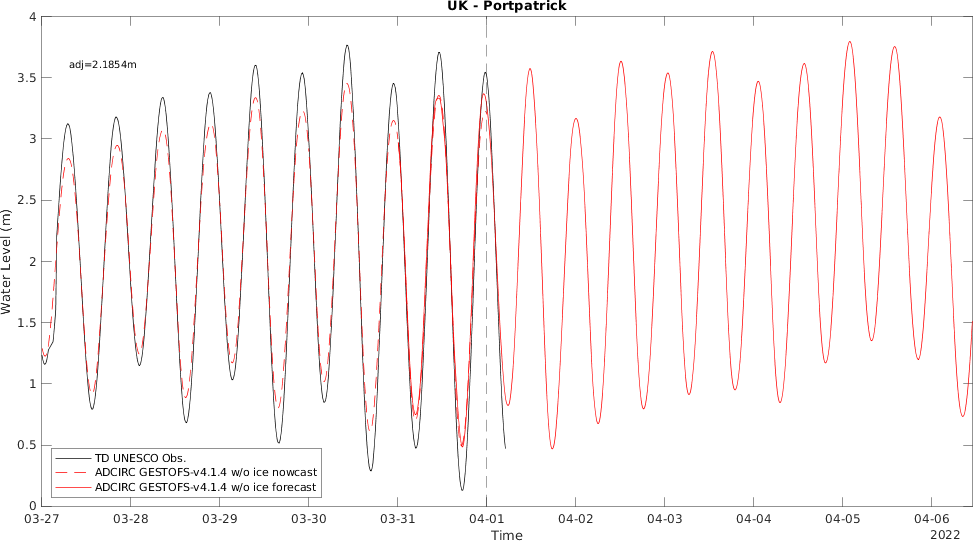 UK - Portpatrick
4
3.5
3
2.5
2
1.5
1
0.5
0
Water Level (m)
adj=2.1854m
TD UNESCO Obs.
ADCIRC GESTOFS-v4.1.4 w/o ice nowcast
ADCIRC GESTOFS-v4.1.4 w/o ice forecast
03-27 03-28 03-29 03-30 03-31 04-01 04-02 04-03 04-04 04-05 04-06
Time
2022